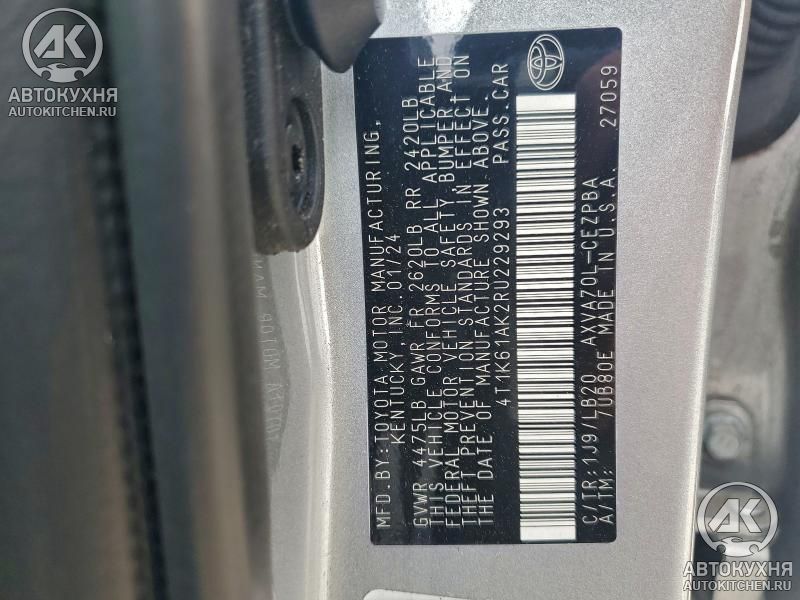 AK
АВТОКУХНЯ
AUTOKITCHEN.RU
MFD. BY: TOYOTA MOTOR MANUFACTURING,
KENTUCKY INC. 01/24
GVWR 4475LB GAWR FR 2620LB RR 2420LB
THIS VEHICLE CONFORMS TO ALL APPLICABLE
FEDERAL MOTOR VEHICLE SAFETY, BUMPER, AND
THEFT PREVENTION STANDARDS IN EFFECT ON
THE DATE OF MANUFACTURE SHOWN ABOVE.
4T1K61AK2RU229293 PASS. CAR
C/TR: 1J9/LB20 AXVA70L-CEZPBA
A/TM: 7UB80E MADE IN U.S.A. 27059
AK
АВТОКУХНЯ
AUTOKITCHEN.RU